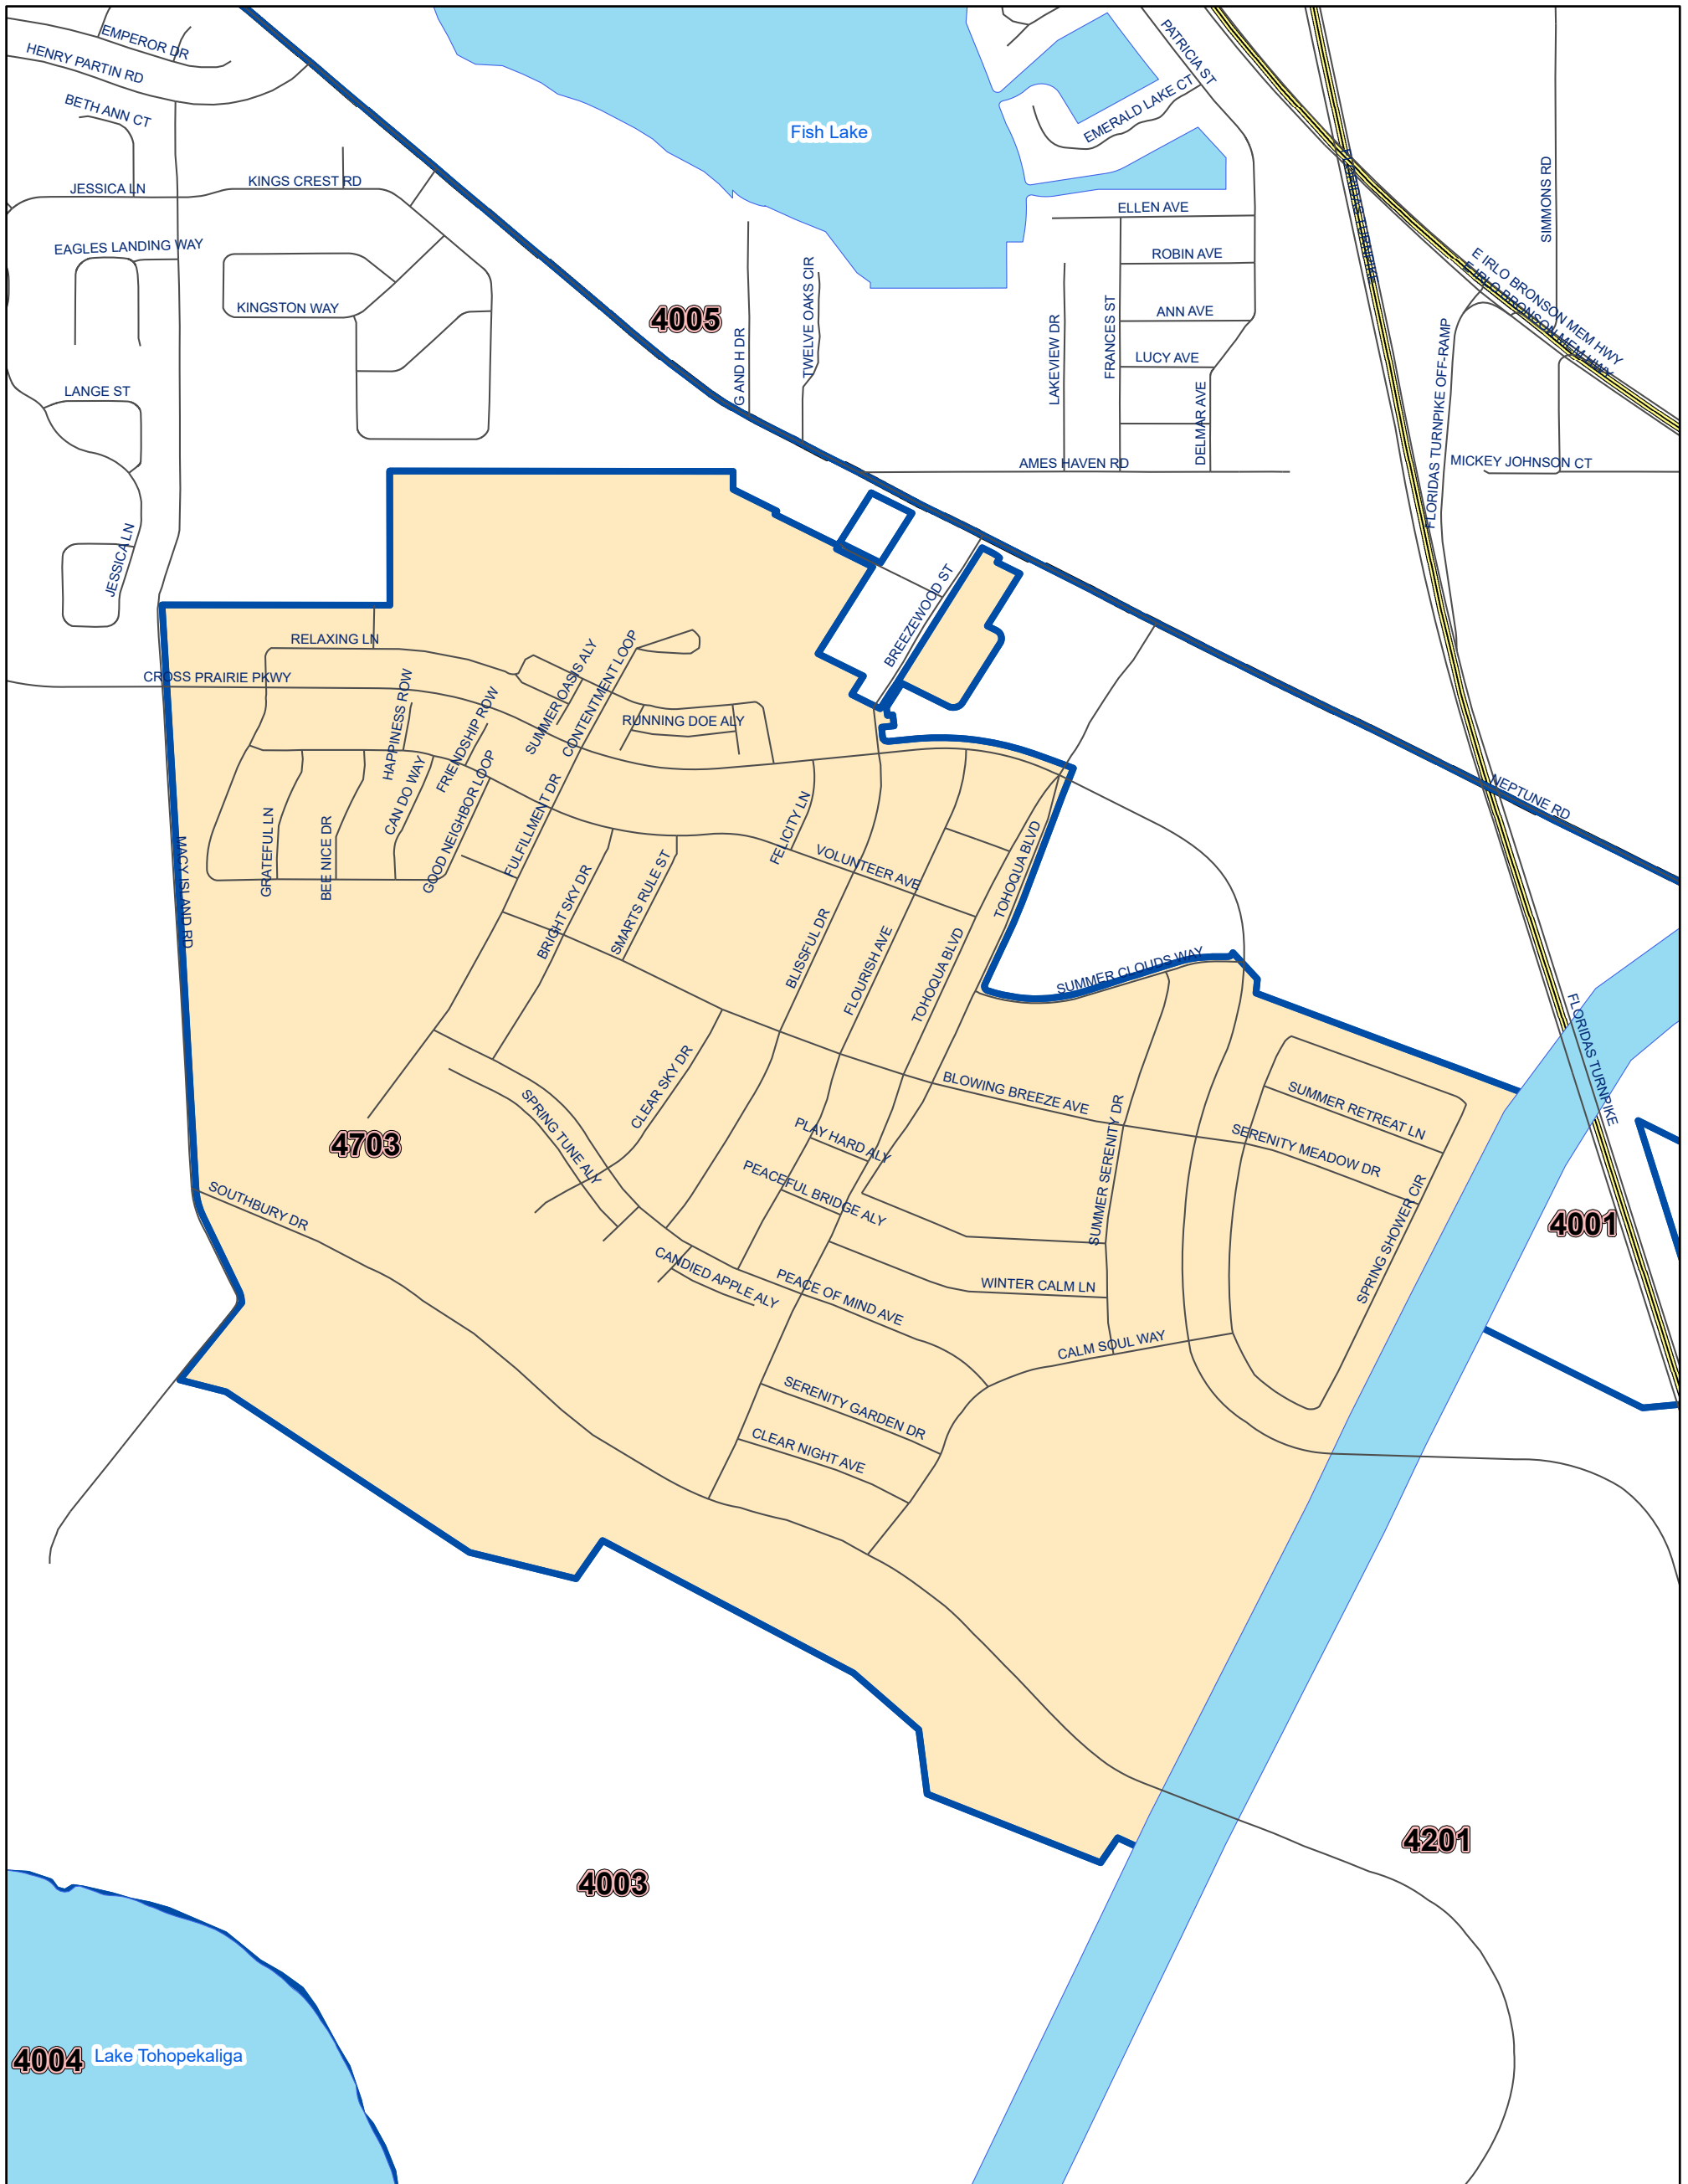 EMPEROR DR
HENRY PARTIN RD
BETH ANN CT
JESSICA LN
KINGS CREST RD
EAGLES LANDING WAY
KINGSTON WAY
LANGE ST
JESSICA LN
Fish Lake
PATRICIA ST
EMERALD LAKE CT
ELLEN AVE
ROBIN AVE
ANN AVE
LUCY AVE
FRANCES ST
LAKEVIEW DR
DELMAR AVE
AMES HAVEN RD
G AND H DR
TWELVE OAKS CIR
4005
FLORIDAS TURNPIKE
SIMMONS RD
E IRLO BRONSON MEM HWY
E IRLO BRONSON MEM HWY
FLORIDAS TURNPIKE OFF-RAMP
MICKEY JOHNSON CT
BREEZEWOOD ST
NEPTUNE RD
RELAXING LN
CROSS PRAIRIE PKWY
HAPPINESS ROW
FRIENDSHIP ROW
SUMMER OASIS ALY
CONTENTMENT LOOP
RUNNING DOE ALY
GRATEFUL LN
BEE NICE DR
CAN DO WAY
GOOD NEIGHBOR LOOP
FULFILLMENT DR
FELICITY LN
VOLUNTEER AVE
TOHOQUA BLVD
MACY ISLAND RD
BRIGHT SKY DR
SMARTS RULE ST
BLISSFUL DR
FLOURISH AVE
TOHOQUA BLVD
SUMMER CLOUDS WAY
FLORIDAS TURNPIKE
SPRING TUNE ALY
CLEAR SKY DR
BLOWING BREEZE AVE
PLAY HARD ALY
PEACEFUL BRIDGE ALY
SUMMER SERENITY DR
SUMMER RETREAT LN
SERENITY MEADOW DR
SPRING SHOWER CIR
4703
4001
SOUTHBURY DR
CANDIED APPLE ALY
PEACE OF MIND AVE
WINTER CALM LN
CALM SOUL WAY
SERENITY GARDEN DR
CLEAR NIGHT AVE
4201
4003
4004
Lake Tohopekaliga